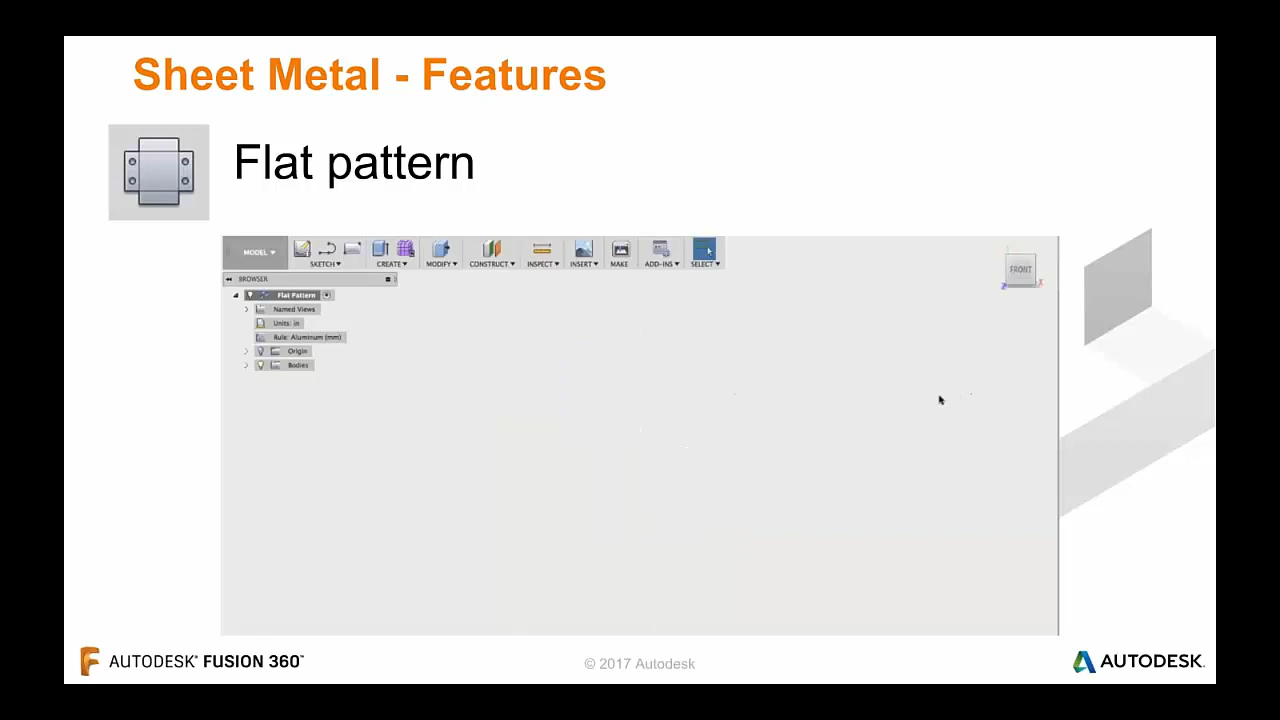 Sheet Metal - Features
Flat pattern
MODEL
SKETCH
CREATE
MODIFY
CONSTRUCT
INSPECT
INSERT
MAKE
ADD-INS
SELECT
BROWSER
Flat Pattern
Named Views
Units: in
Rule: Aluminum (mm)
Origin
Bodies
FRONT
X
Z
AUTODESK® FUSION 360™
© 2017 Autodesk
AUTODESK.